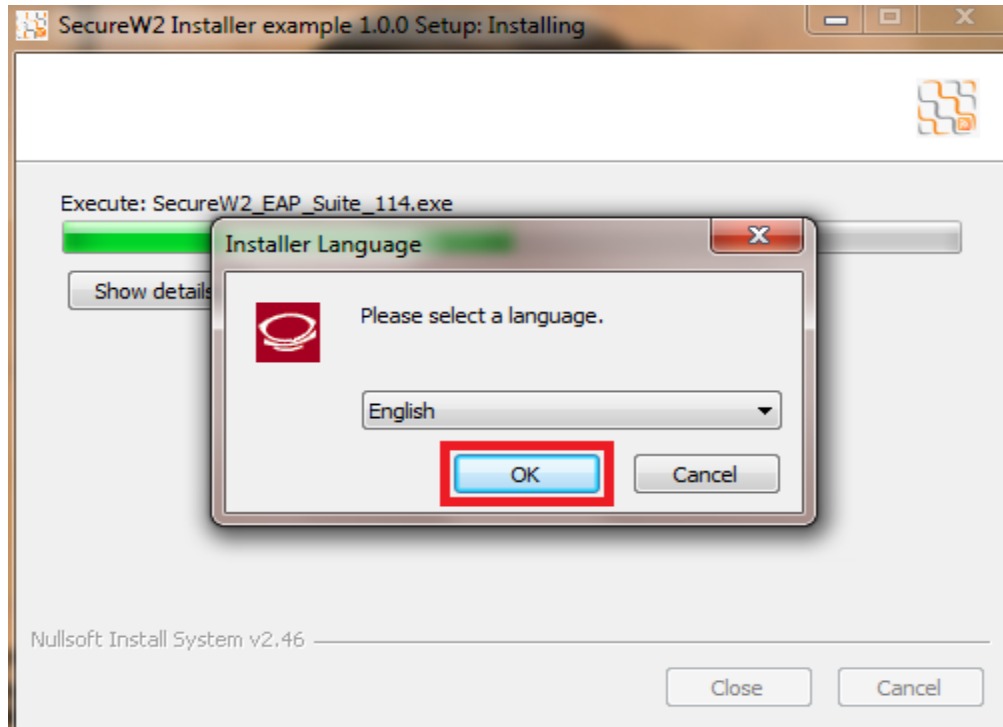 SecureW2 Installer example 1.0.0 Setup: Installing
Execute: SecureW2_EAP_Suite_114.exe
Show details
Installer Language
Please select a language.
English
OK Cancel
Nullsoft Install System v2.46
Close Cancel